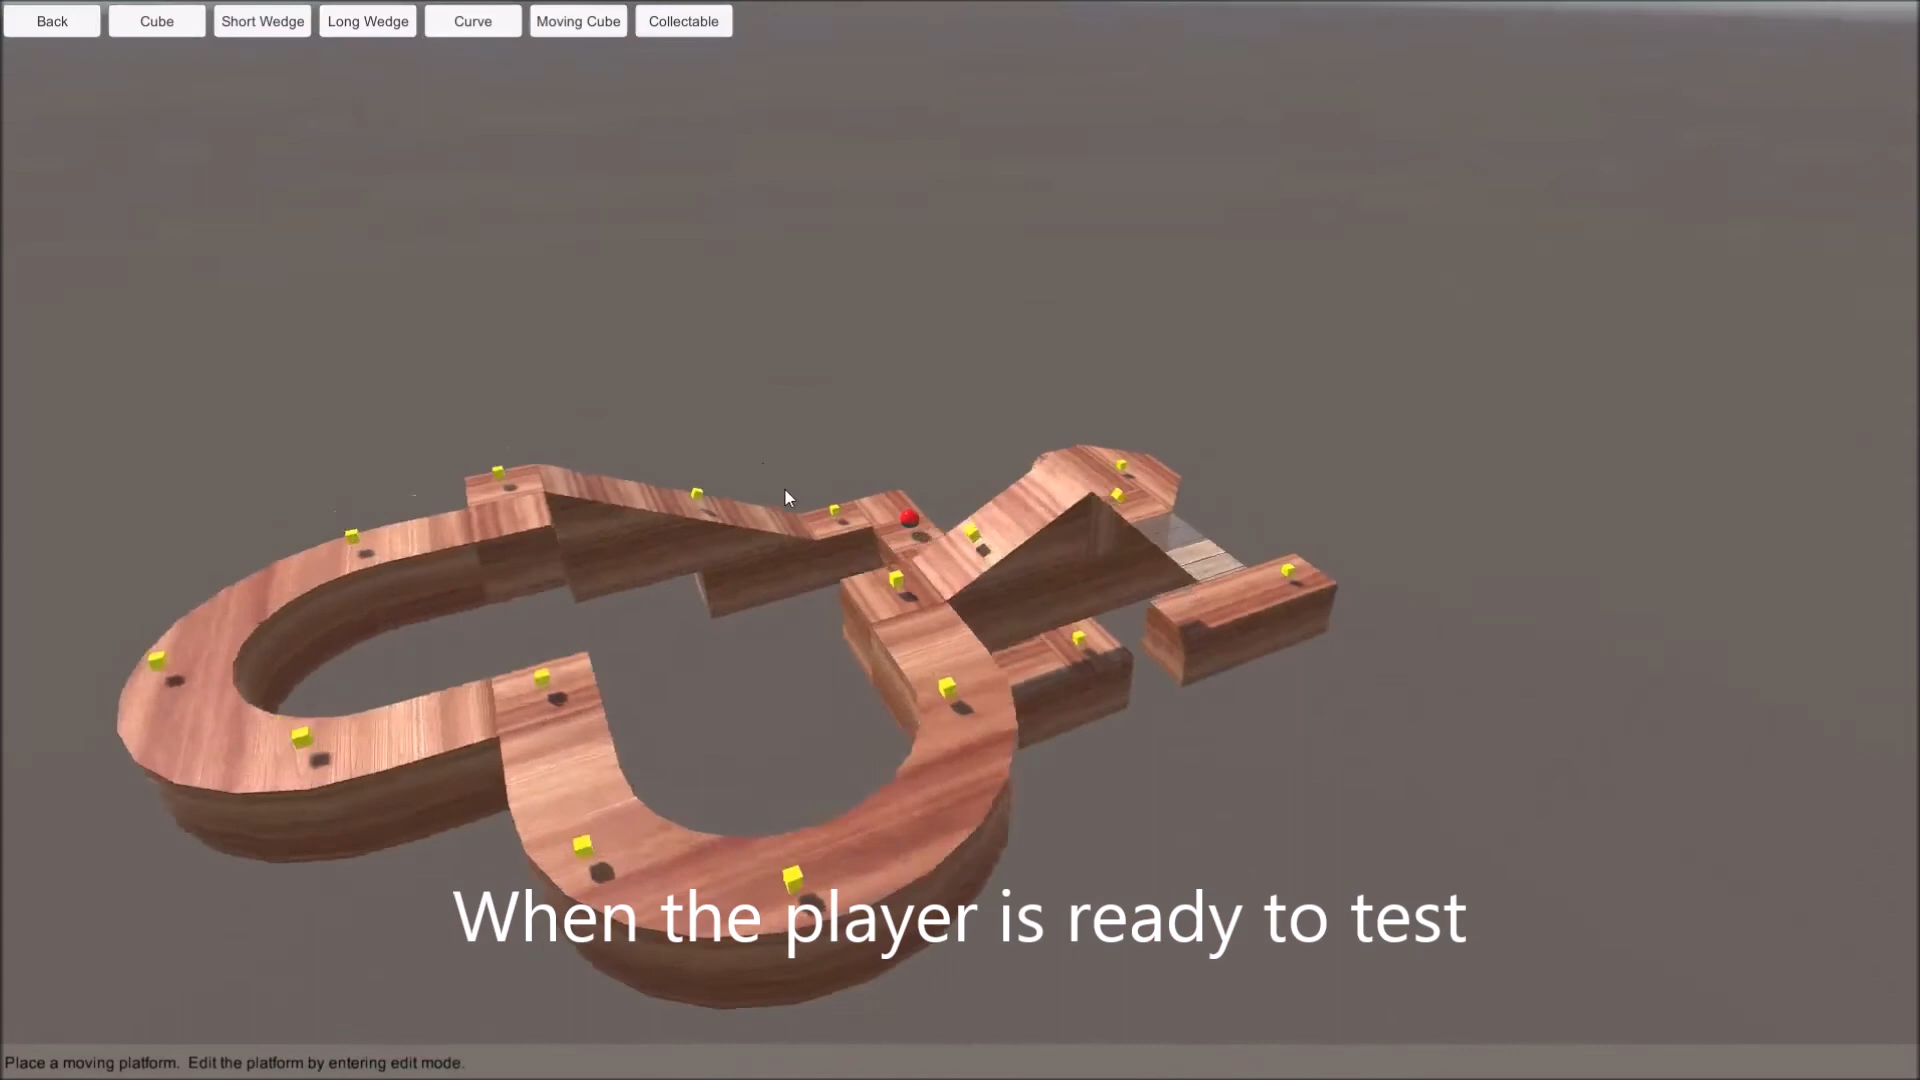 Back Cube Short Wedge Long Wedge Curve Moving Cube Collectable
When the player is ready to test
Place a moving platform. Edit the platform by entering edit mode.